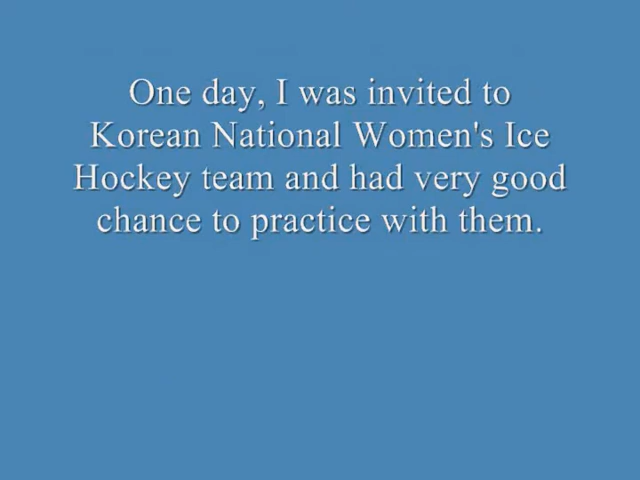 One day, I was invited to
Korean National Women's Ice
Hockey team and had very good
chance to practice with them.